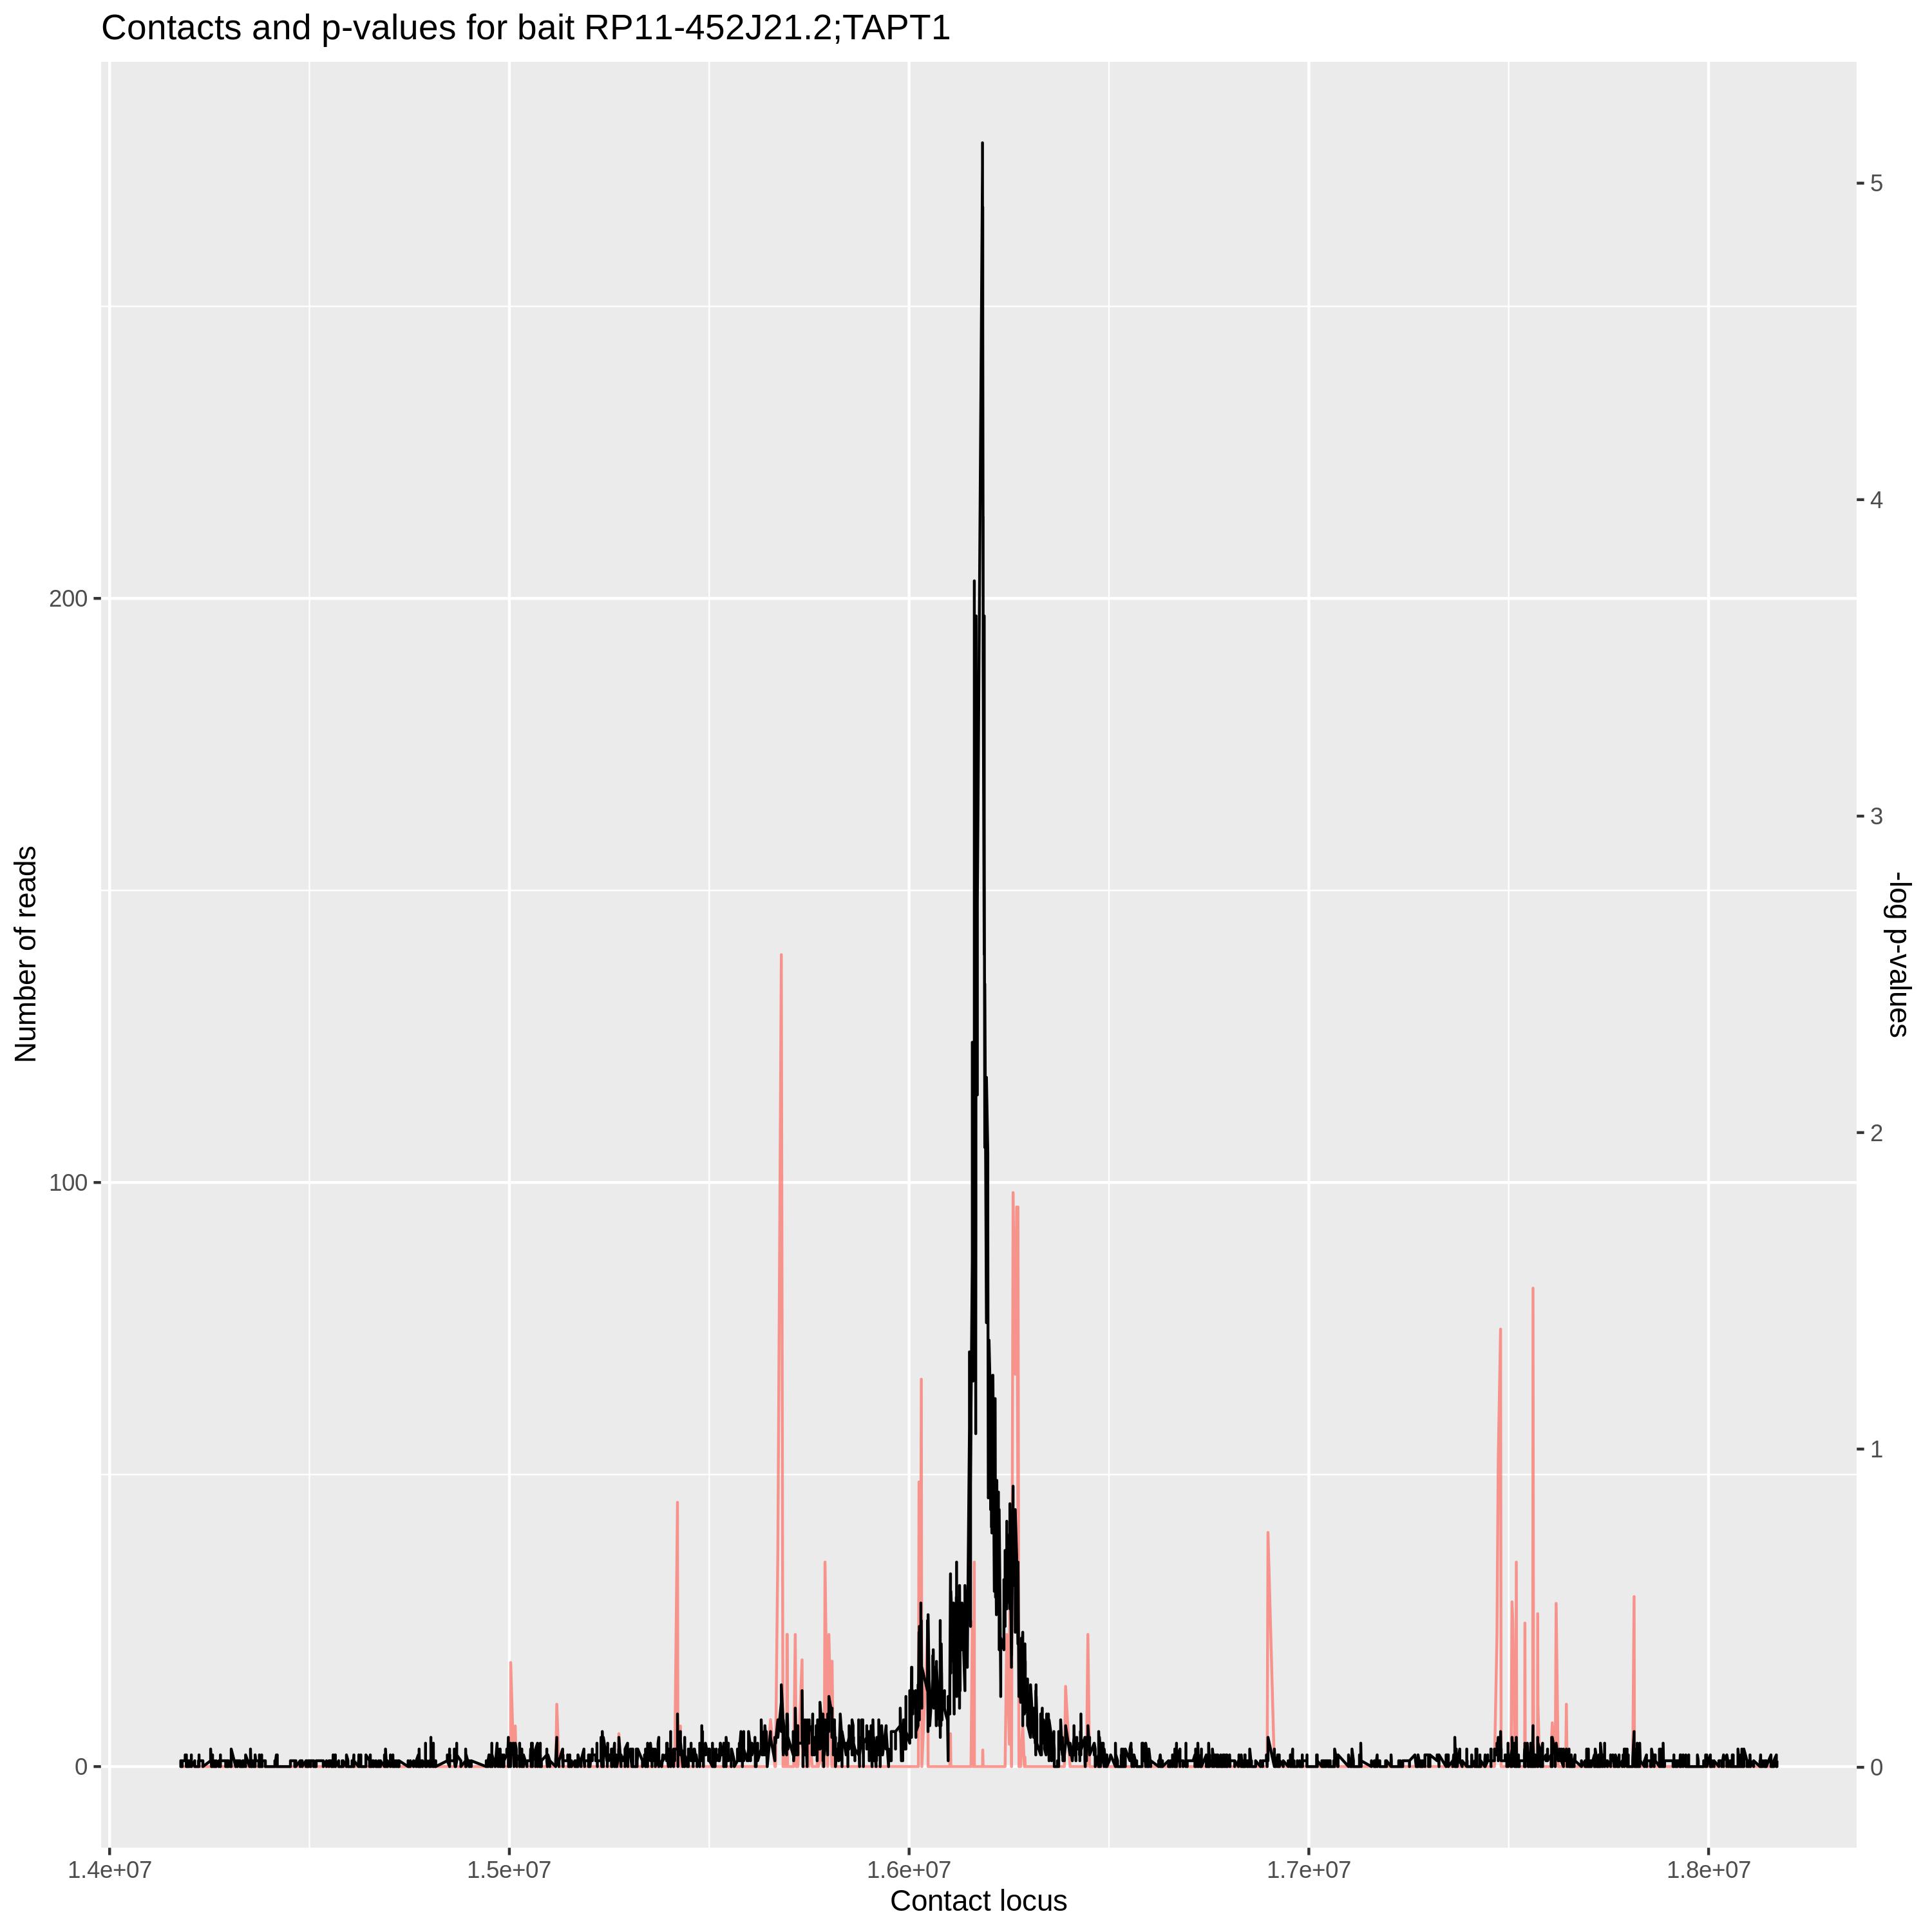 Contacts and p-values for bait RP11-452J21.2;TAPT1
Number of reads
200
100
0
5
4
3
2
1
0
-log p-values
1.4e+07 1.5e+07 1.6e+07 1.7e+07 1.8e+07
Contact locus